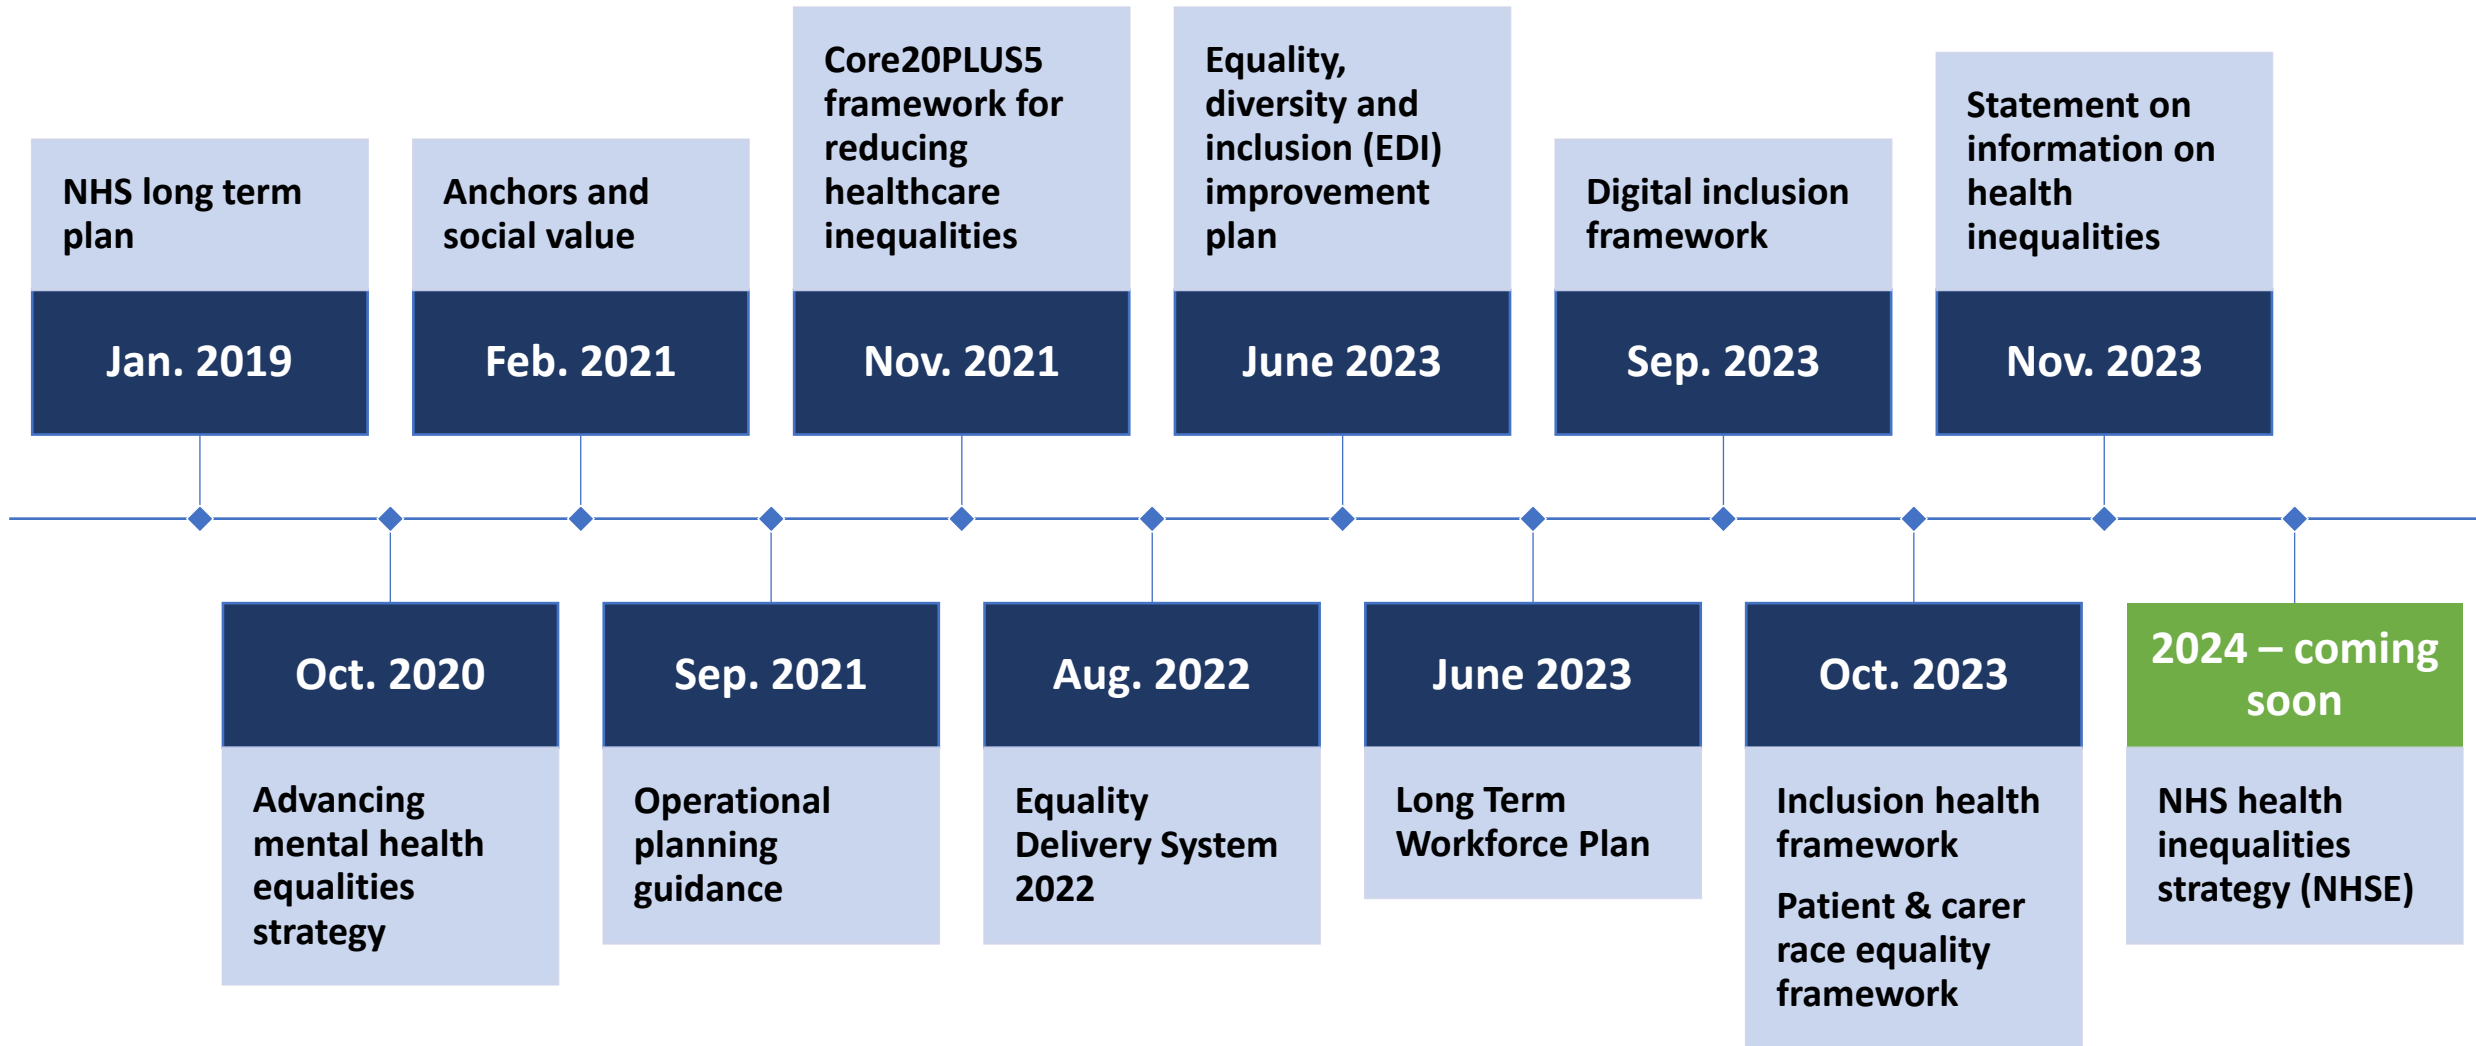 NHS long term
plan
Jan. 2019
Oct. 2020
Advancing
mental health
equalities
strategy
Anchors and
social value
Feb. 2021
Sep. 2021
Operational
planning
guidance
Core20PLUS5
framework for
reducing
healthcare
inequalities
Nov. 2021
Aug. 2022
Equality
Delivery System
2022
Equality,
diversity and
inclusion (EDI)
improvement
plan
June 2023
June 2023
Long Term
Workforce Plan
Digital inclusion
framework
Sep. 2023
Oct. 2023
Inclusion health
framework
Patient & carer
race equality
framework
Statement on
information on
health
inequalities
Nov. 2023
2024 – coming
soon
NHS health
inequalities
strategy (NHSE)